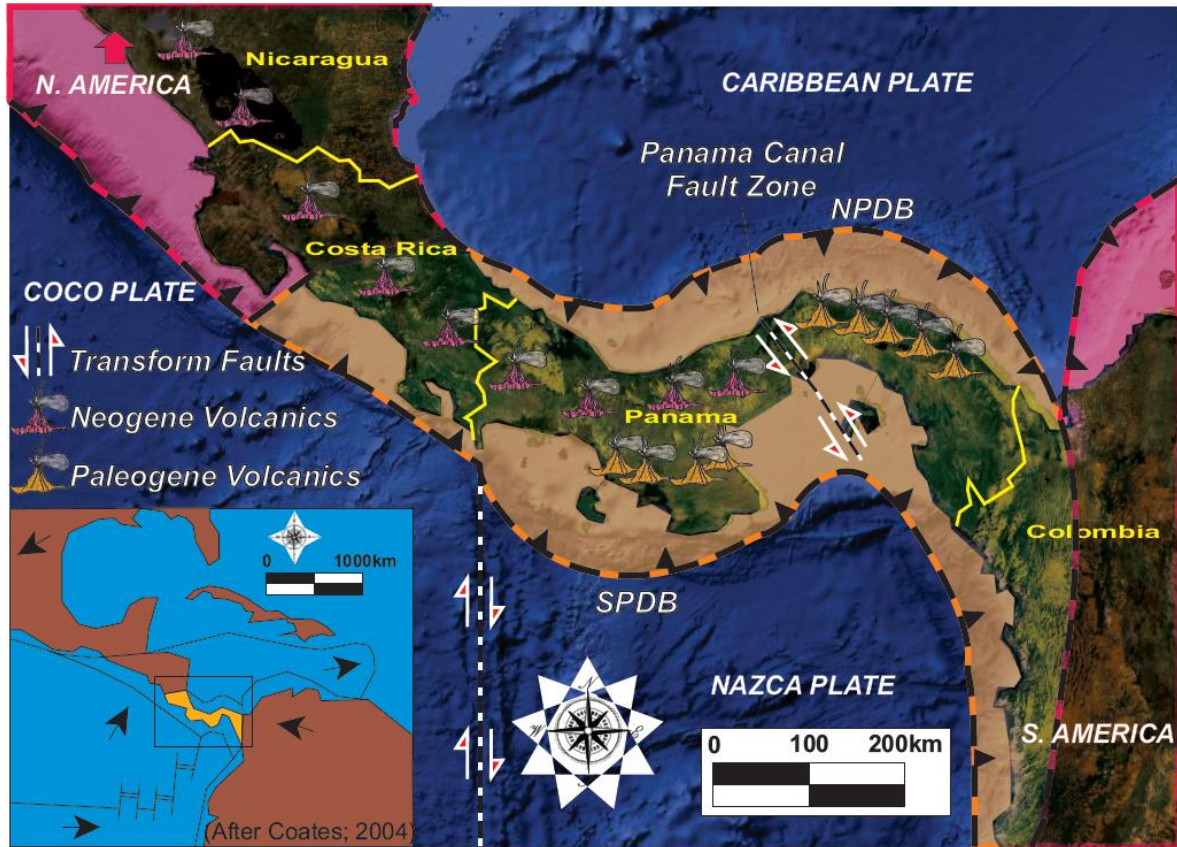 Nicaragua
N. AMERICA
CARIBBEAN PLATE
Panama Canal
Fault Zone
NPDB
Costa Rica
COCO PLATE
Transform Faults
Neogene Volcanics
Paleogene Volcanics
Panama
Colombia
SPDB
NAZCA PLATE
S. AMERICA
0 1000km
N
W E
0 100 200km
(After Coates; 2004)